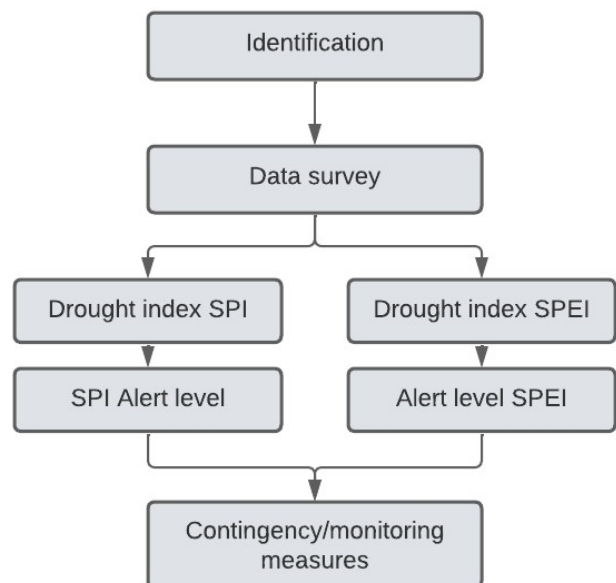 Identification
Data survey
Drought index SPI
Drought index SPEI
SPI Alert level
Alert level SPEI
Contingency/monitoring
measures